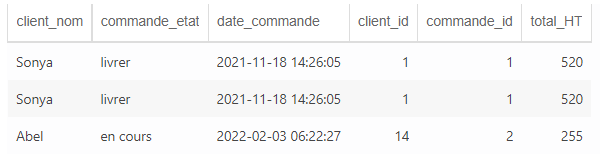 client_nom commande_etat date_commande client_id commande_id total_HT
Sonya livrer 2021-11-18 14:26:05 1 1 520
Sonya livrer 2021-11-18 14:26:05 1 1 520
Abel en cours 2022-02-03 06:22:27 14 2 255